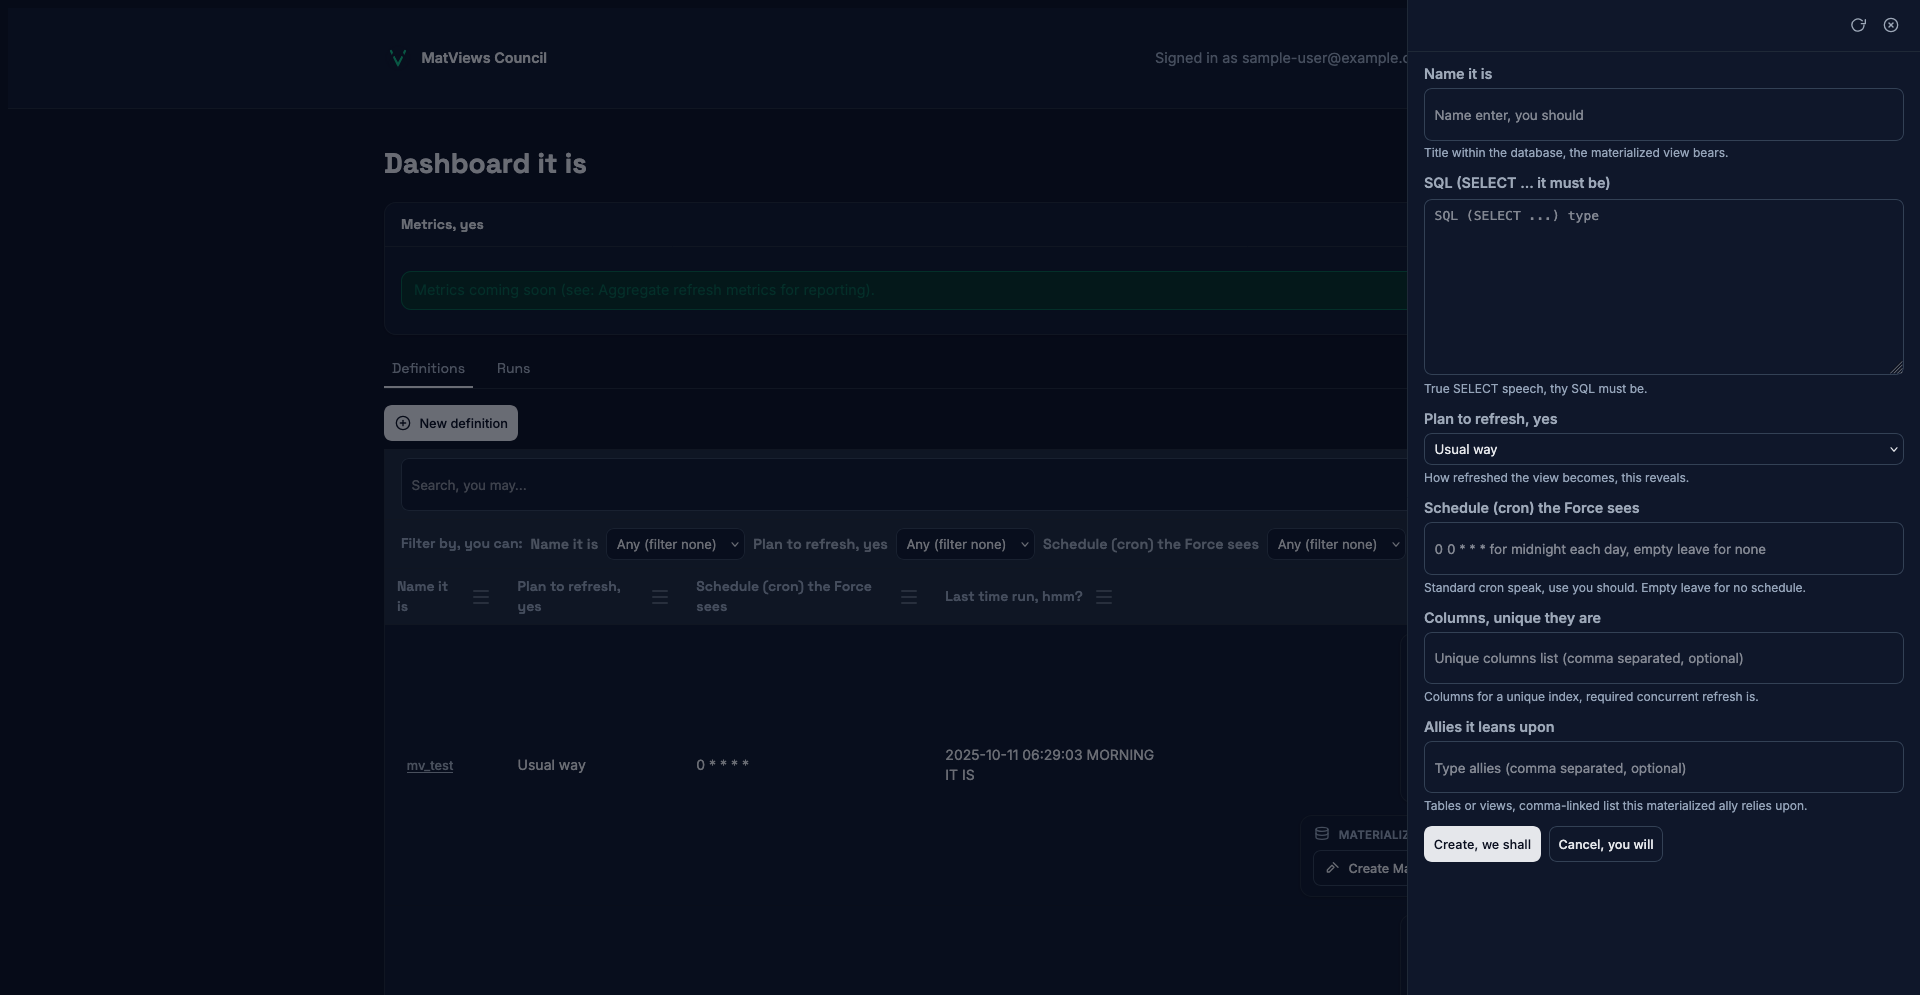 MatViews Council
Signed in as sample-user@example.c
Dashboard it is
Metrics, yes
Metrics coming soon (see: Aggregate refresh metrics for reporting).
Definitions
Runs
New definition
Search, you may...
Filter by, you can: Name it is Any (filter none) Plan to refresh, yes Any (filter none) Schedule (cron) the Force sees Any (filter none)
Name it is
Plan to refresh, yes
Schedule (cron) the Force sees
Last time run, hmm?
mv_test
Usual way
0 * * * *
2025-10-11 06:29:03 MORNING
IT IS
MATERIALIZ
Create Ma
Name it is
Name enter, you should
Title within the database, the materialized view bears.
SQL (SELECT ... it must be)
SQL (SELECT ...) type
True SELECT speech, thy SQL must be.
Plan to refresh, yes
Usual way
How refreshed the view becomes, this reveals.
Schedule (cron) the Force sees
0 0 * * * for midnight each day, empty leave for none
Standard cron speak, use you should. Empty leave for no schedule.
Columns, unique they are
Unique columns list (comma separated, optional)
Columns for a unique index, required concurrent refresh is.
Allies it leans upon
Type allies (comma separated, optional)
Tables or views, comma-linked list this materialized ally relies upon.
Create, we shall
Cancel, you will